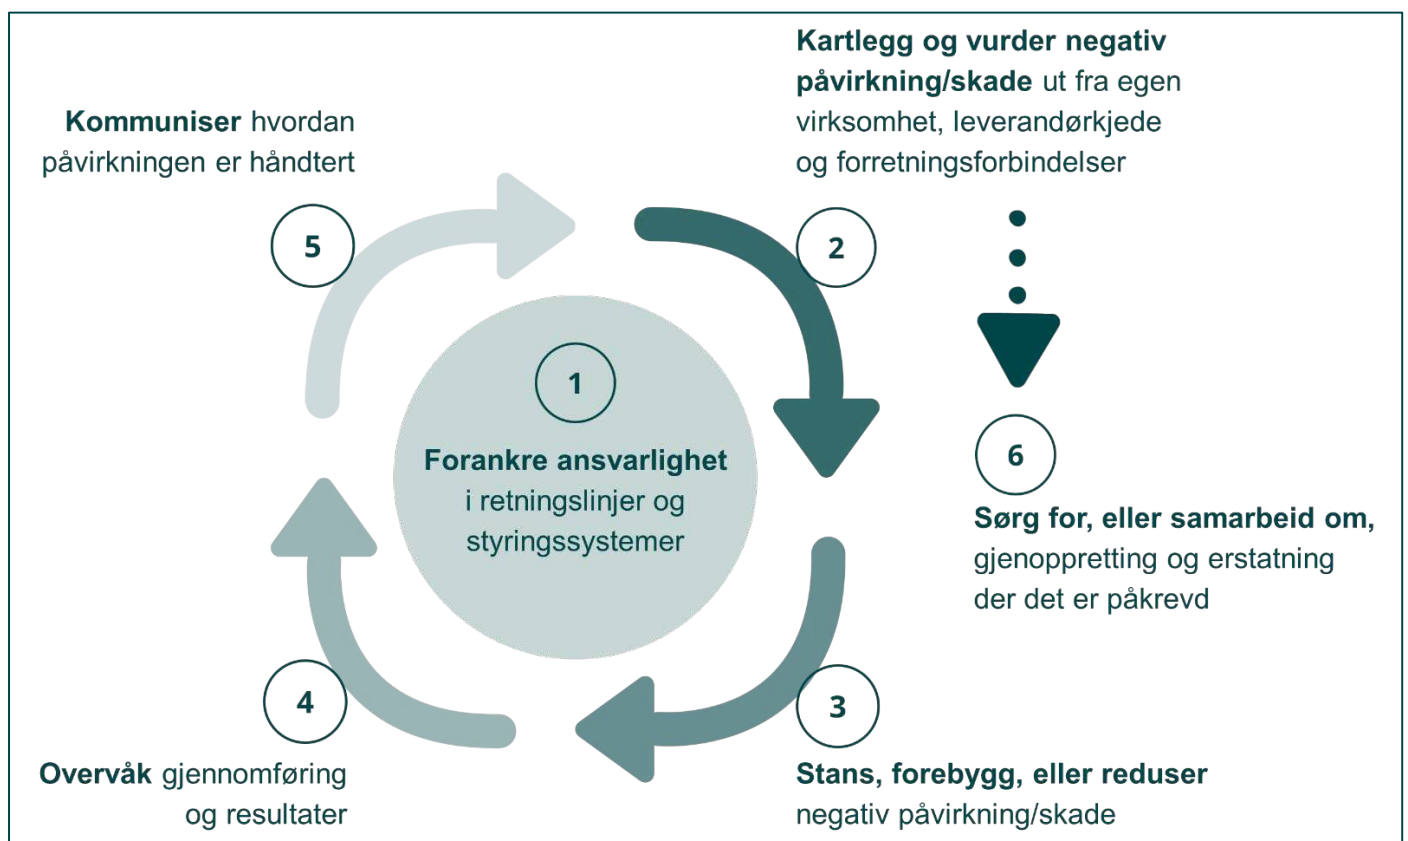 1
Forankre ansvarlighet
i retningslinjer og
styringssystemer
Kartlegg og vurder negativ
påvirkning/skade ut fra egen
virksomhet, leverandørkjede
og forretningsforbindelser
2
3
Stans, forebygg, eller reduser
negativ påvirkning/skade
4
Overvåk gjennomføring
og resultater
Kommuniser hvordan
påvirkningen er håndtert
5
6
Sørg for, eller samarbeid om,
gjenoppretting og erstatning
der det er påkrevd